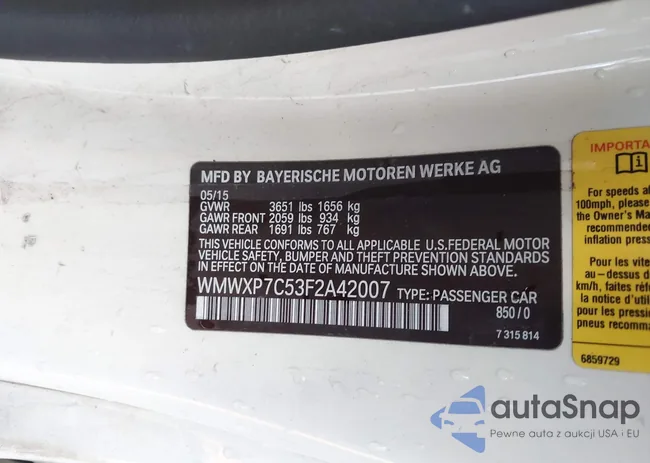 MFD BY BAYERISCHE MOTOREN WERKE AG
05/15
GVWR 3651 lbs 1656 kg
GAWR FRONT 2059 lbs 934 kg
GAWR REAR 1691 lbs 767 kg
THIS VEHICLE CONFORMS TO ALL APPLICABLE U.S.FEDERAL MOTOR
VEHICLE SAFETY, BUMPER AND THEFT PREVENTION STANDARDS
IN EFFECT ON THE DATE OF MANUFACTURE SHOWN ABOVE.
WMWXP7C53F2A42007 TYPE: PASSENGER CAR
850/0
7 315 814
IMPORTA
For speeds a
100mph, please
the Owner's Ma
recommended
inflation press
au-dessus d
km/h, faites réf
la notice d'util
pour les press
pneus recomma
6859729
autaSnap
Pewne auta z aukcji USA i EU